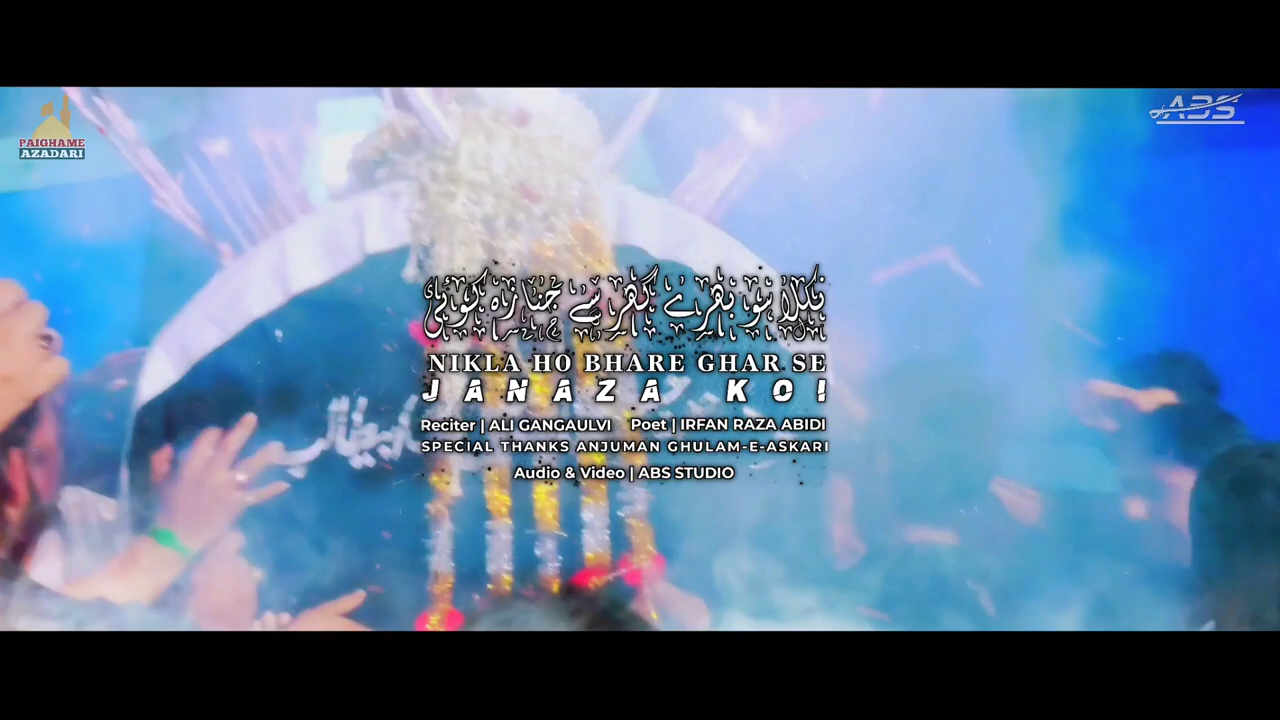 PAIGHAME
AZADARI
ABS
نکلا ہو بھرے گھر سے جنازہ کوئی
NIKLA HO BHARE GHAR SE
JANAZA KOI
Reciter | ALI GANGAULVI Poet | IRFAN RAZA ABIDI
SPECIAL THANKS ANJUMAN GHULAM-E-ASKARI
Audio & Video | ABS STUDIO